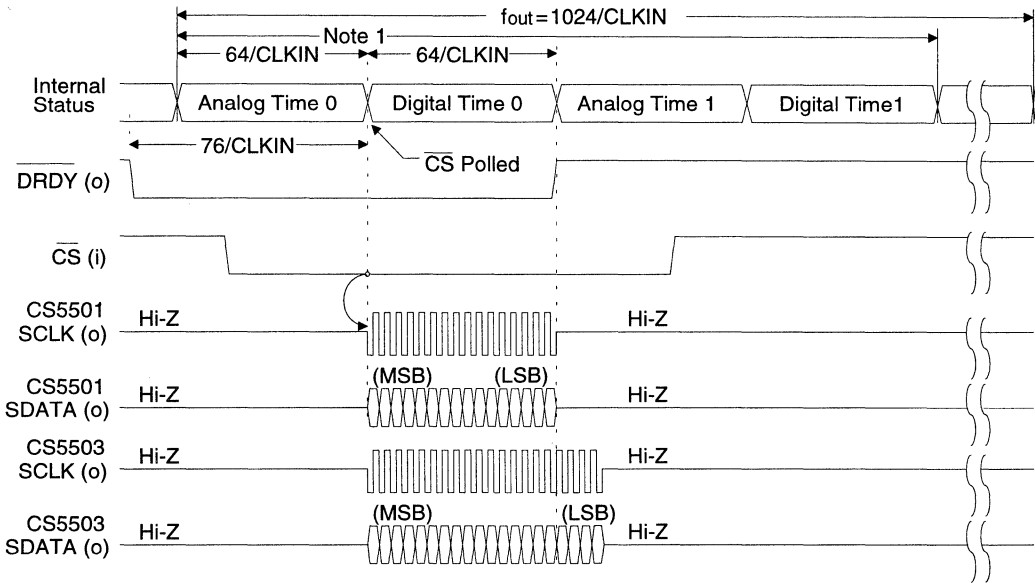 fout=1024/CLKIN
Note 1
64/CLKIN 64/CLKIN
Internal
Status
Analog Time 0 Digital Time 0 Analog Time 1 Digital Time1
76/CLKIN
CS Polled
DRDY (o)
CS (i)
CS5501
SCLK (o)
Hi-Z Hi-Z
(MSB) (LSB)
CS5501
SDATA (o)
Hi-Z Hi-Z
CS5503
SCLK (o)
Hi-Z Hi-Z
(MSB) (LSB)
CS5503
SDATA (o)
Hi-Z Hi-Z